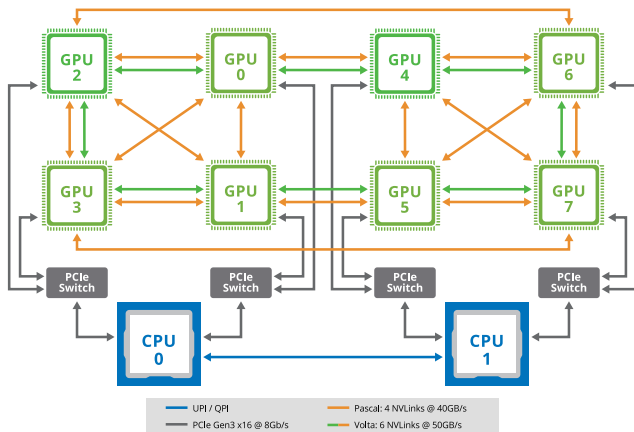 GPU
2
GPU
0
GPU
4
GPU
6
GPU
3
GPU
1
GPU
5
GPU
7
PCIe
Switch
PCIe
Switch
PCIe
Switch
PCIe
Switch
CPU
0
CPU
1
UPI / QPI
Pascal: 4 NVLinks @ 40GB/s
PCIe Gen3 x16 @ 8Gb/s
Volta: 6 NVLinks @ 50GB/s